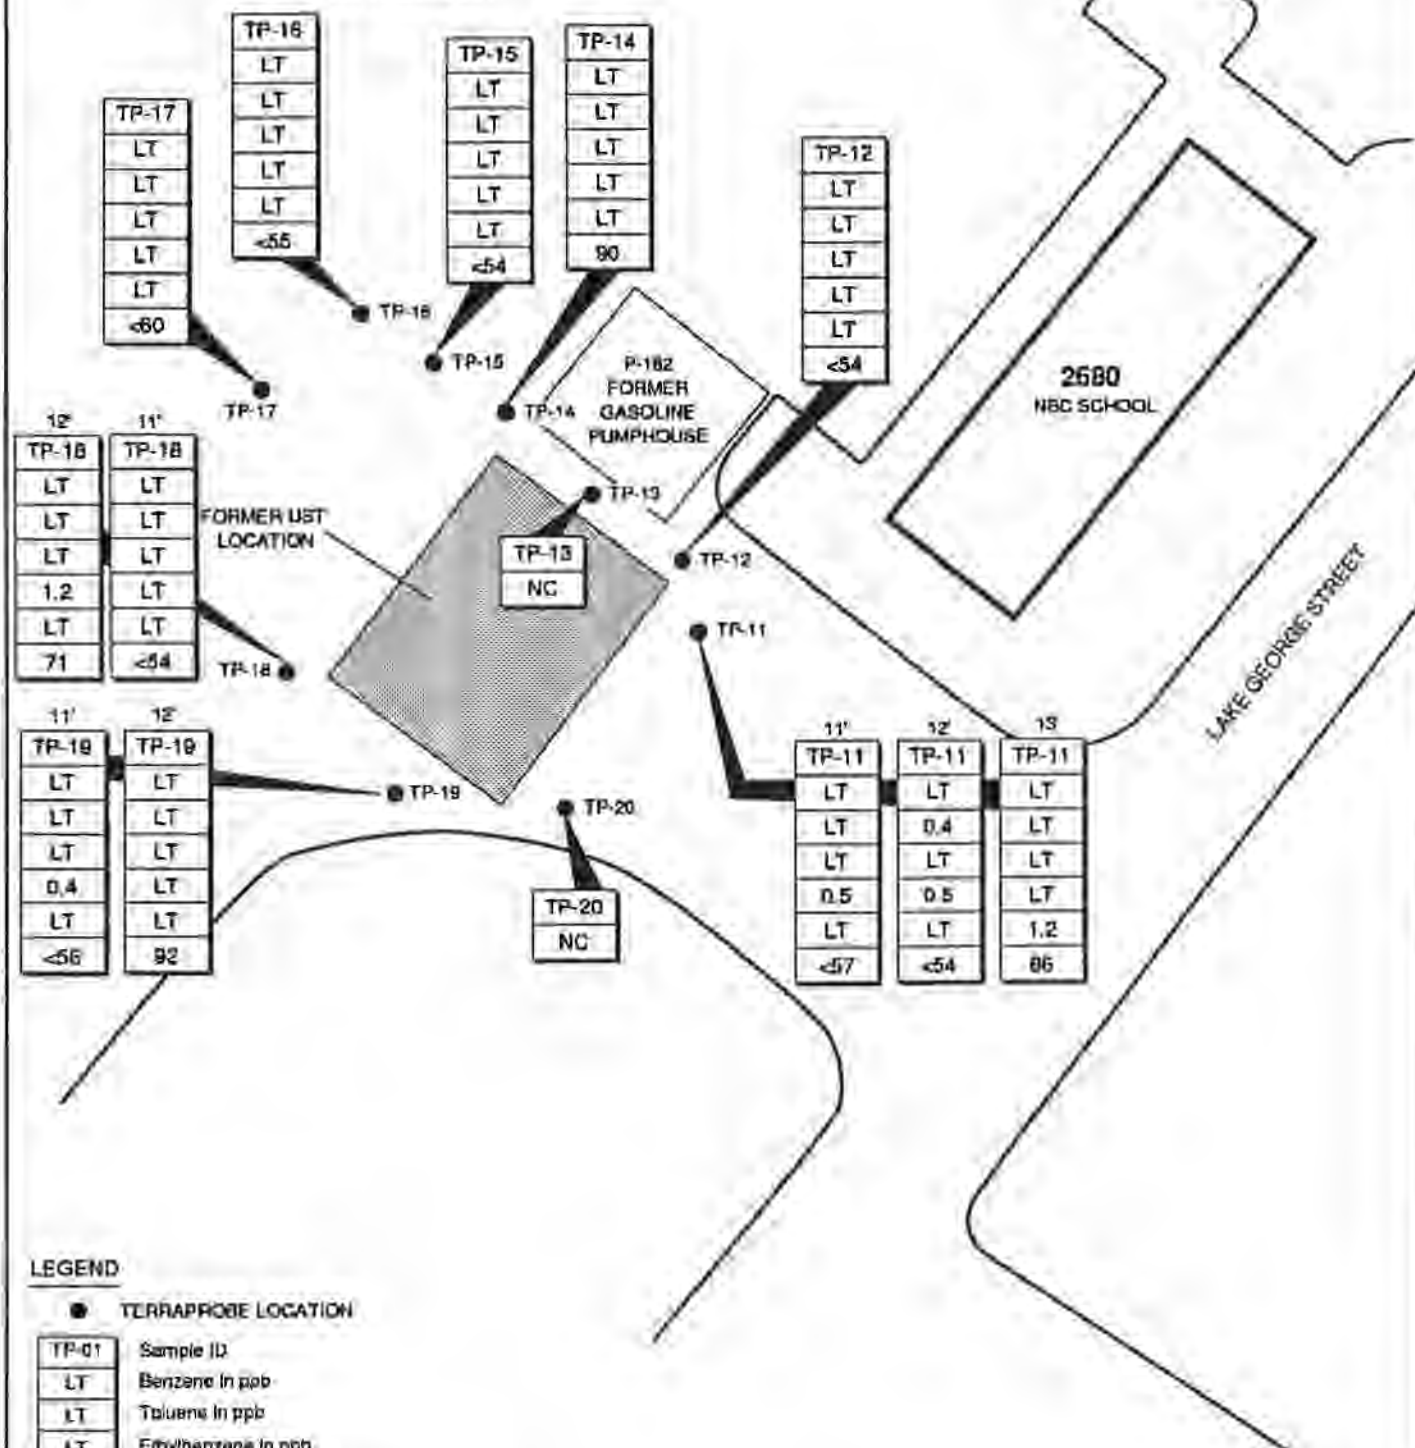 TP-16
LT
LT
LT
LT
LT
<55
TP-15
LT
LT
LT
LT
LT
<54
TP-14
LT
LT
LT
LT
LT
90
TP-17
LT
LT
LT
LT
LT
<60
TP-12
LT
LT
LT
LT
LT
<54
TP-16
TP-15
TP-14
TP-17
P-182
FORMER
GASOLINE
PUMPHOUSE
2680
NBC SCHOOL
12'
TP-18
LT
LT
LT
1.2
LT
71
11'
TP-18
LT
LT
LT
LT
LT
<54
FORMER UST
LOCATION
TP-13
TP-13
NC
TP-12
TP-11
TP-18
LAKE GEORGE STREET
11'
TP-19
LT
LT
LT
0.4
LT
<56
12'
TP-19
LT
LT
LT
LT
LT
92
TP-19
TP-20
TP-20
NC
11'
TP-11
LT
LT
LT
0.5
LT
<57
12'
TP-11
LT
0.4
LT
0.5
LT
<54
13'
TP-11
LT
LT
LT
LT
1.2
86
LEGEND
TERRAPROBE LOCATION
TP-01 Sample ID
LT Benzene in ppb
LT Toluene in ppb
LT Ethylbenzene in ppb